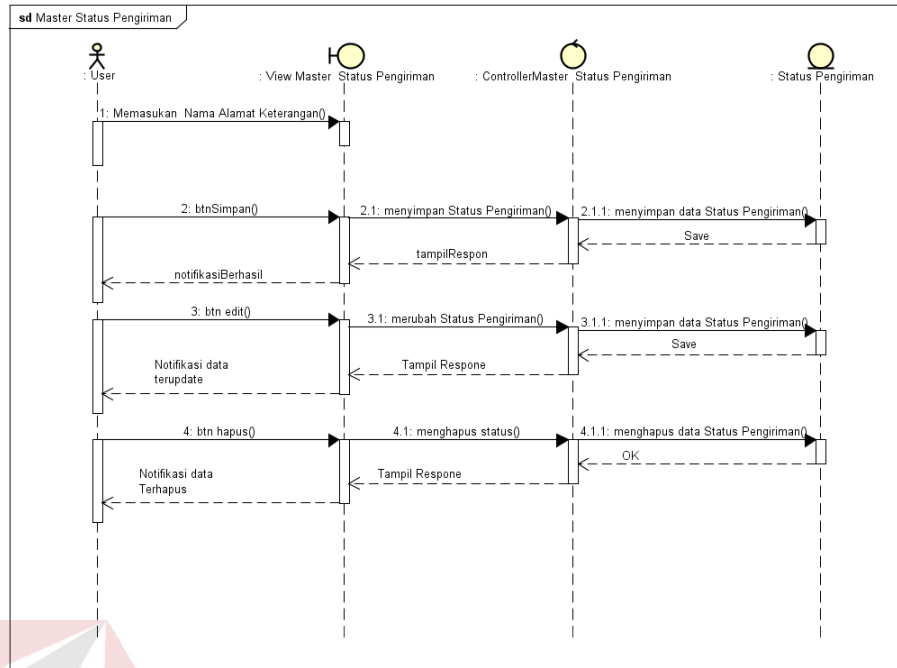 sd Master Status Pengiriman
: User
: View Master Status Pengiriman
: ControllerMaster Status Pengiriman
: Status Pengiriman
1: Memasukan Nama Alamat Keterangan()
2: btnSimpan()
2.1: menyimpan Status Pengiriman()
2.1.1: menyimpan data Status Pengiriman()
Save
tampilRespon
notifikasiBerhasil
3: btn edit()
3.1: merubah Status Pengiriman()
3.1.1: menyimpan data Status Pengiriman()
Save
Tampil Respone
Notifikasi data
terupdate
4: btn hapus()
4.1: menghapus status()
4.1.1: menghapus data Status Pengiriman()
OK
Tampil Respone
Notifikasi data
Terhapus